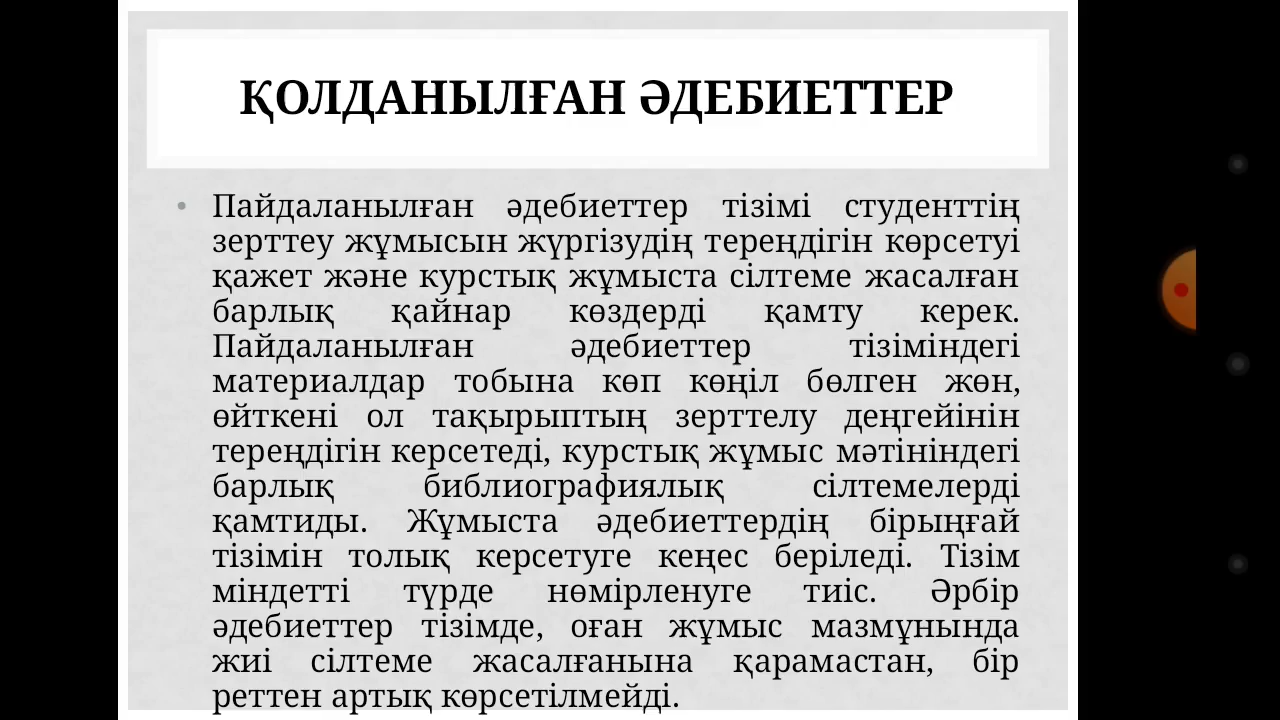 ҚОЛДАНЫЛҒАН ӘДЕБИЕТТЕР
Пайдаланылған әдебиеттер тізімі студенттің
зерттеу жұмысын жүргізудің тереңдігін көрсетуі
қажет және курстық жұмыста сілтеме жасалған
барлық қайнар көздерді қамту керек.
Пайдаланылған әдебиеттер тізіміндегі
материалдар тобына көп көңіл бөлген жөн,
өйткені ол тақырыптың зерттелу деңгейінін
тереңдігін керсетеді, курстық жұмыс мәтініндегі
барлық библиографиялық сілтемелерді
қамтиды. Жұмыста әдебиеттердің бірыңғай
тізімін толық керсетуге кеңес беріледі. Тізім
міндетті түрде нөмірленуге тиіс. Әрбір
әдебиеттер тізімде, оған жұмыс мазмұнында
жиі сілтеме жасалғанына қарамастан, бір
реттен артық көрсетілмейді.